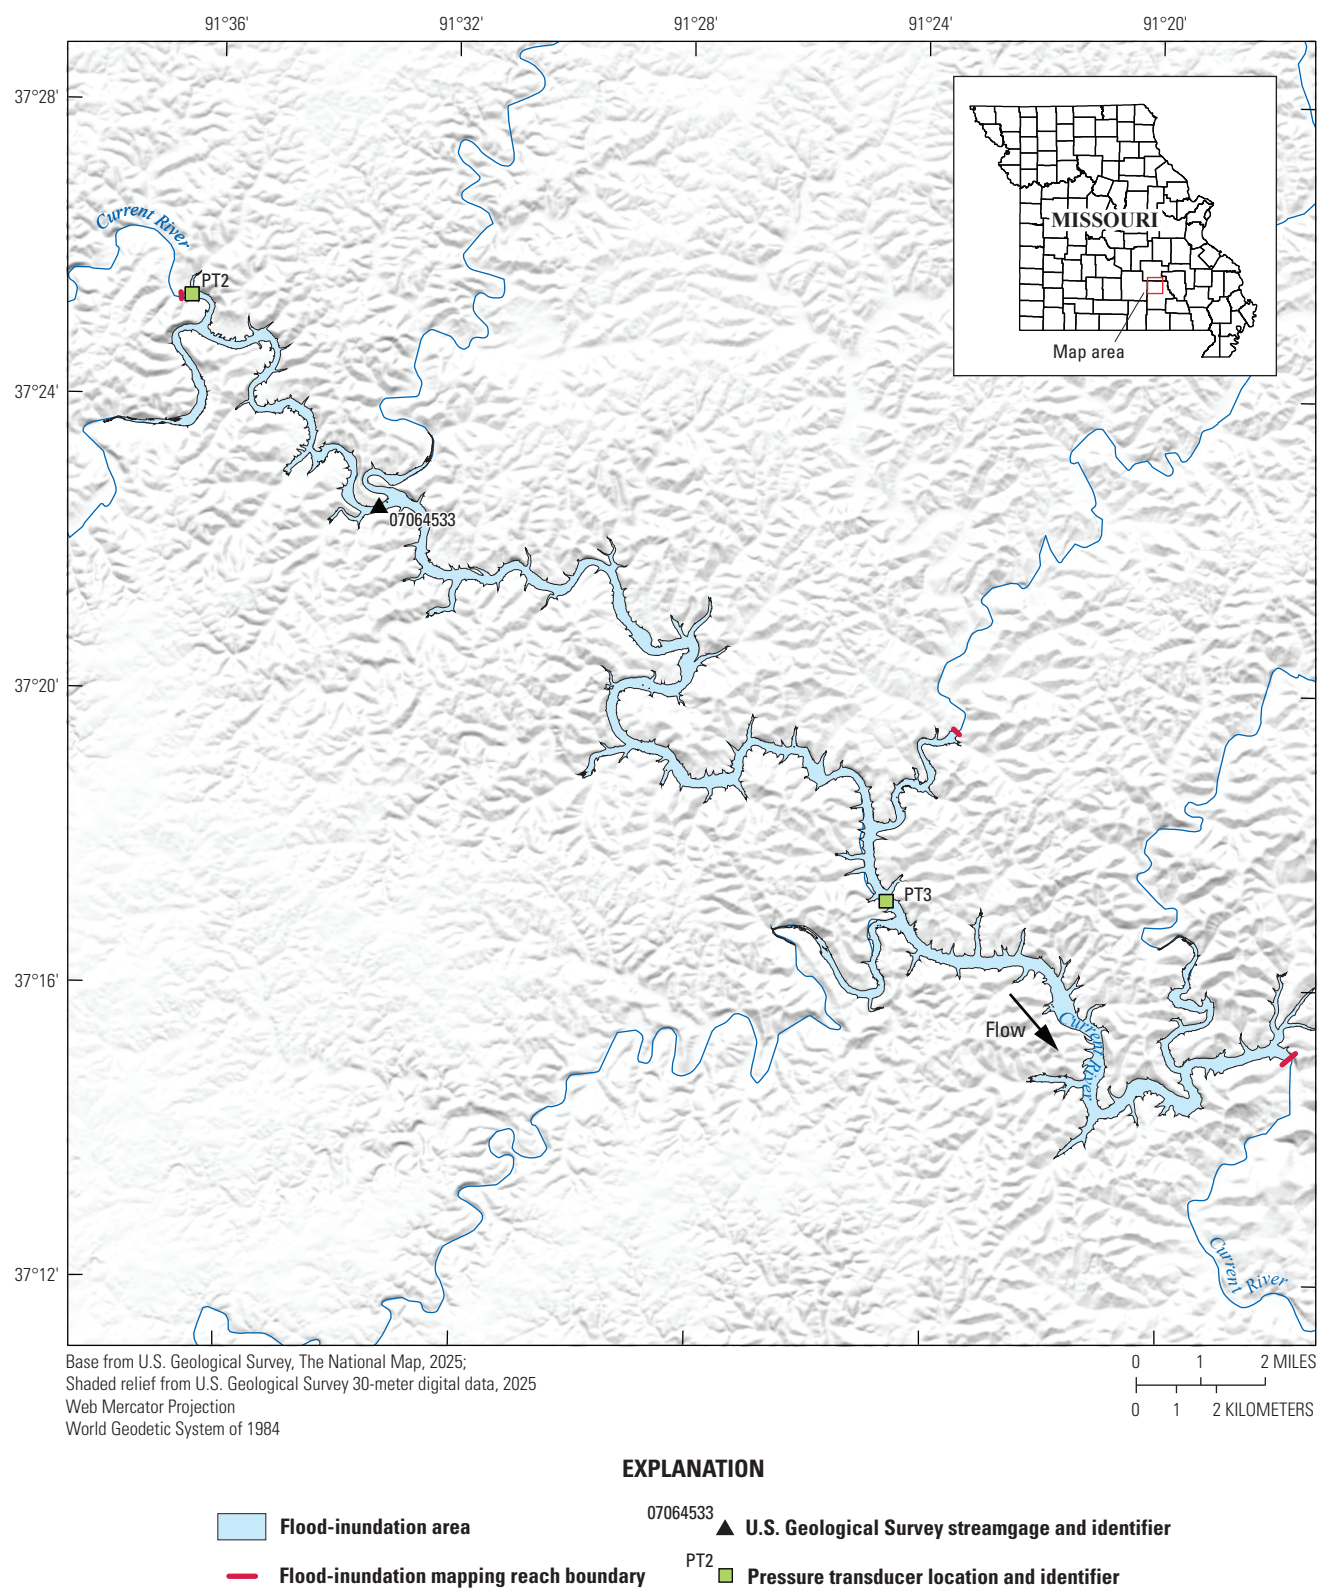 91°36'
91°32'
91°28'
91°24'
91°20'
37°28'
MISSOURI
Current River
PT2
Map area
37°24'
07064533
37°20'
PT3
37°16'
Flow
Current River
Current River
37°12'
Base from U.S. Geological Survey, The National Map, 2025;
Shaded relief from U.S. Geological Survey 30-meter digital data, 2025
Web Mercator Projection
World Geodetic System of 1984
0 1 2 MILES
0 1 2 KILOMETERS
EXPLANATION
Flood-inundation area
07064533
U.S. Geological Survey streamgage and identifier
Flood-inundation mapping reach boundary
PT2
Pressure transducer location and identifier